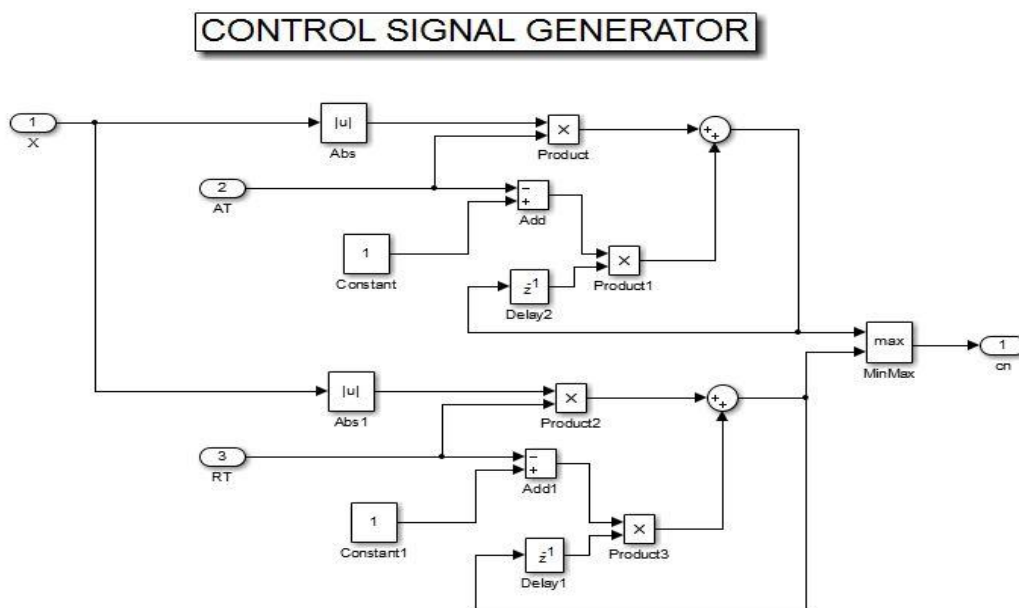 CONTROL SIGNAL GENERATOR
1
X
|u|
Abs
×
Product
+
+
2
AT
−
+
Add
1
Constant
×
Product1
z-1
Delay2
max
MinMax
1
cn
|u|
Abs1
×
Product2
+
+
3
RT
−
+
Add1
1
Constant1
×
Product3
z-1
Delay1